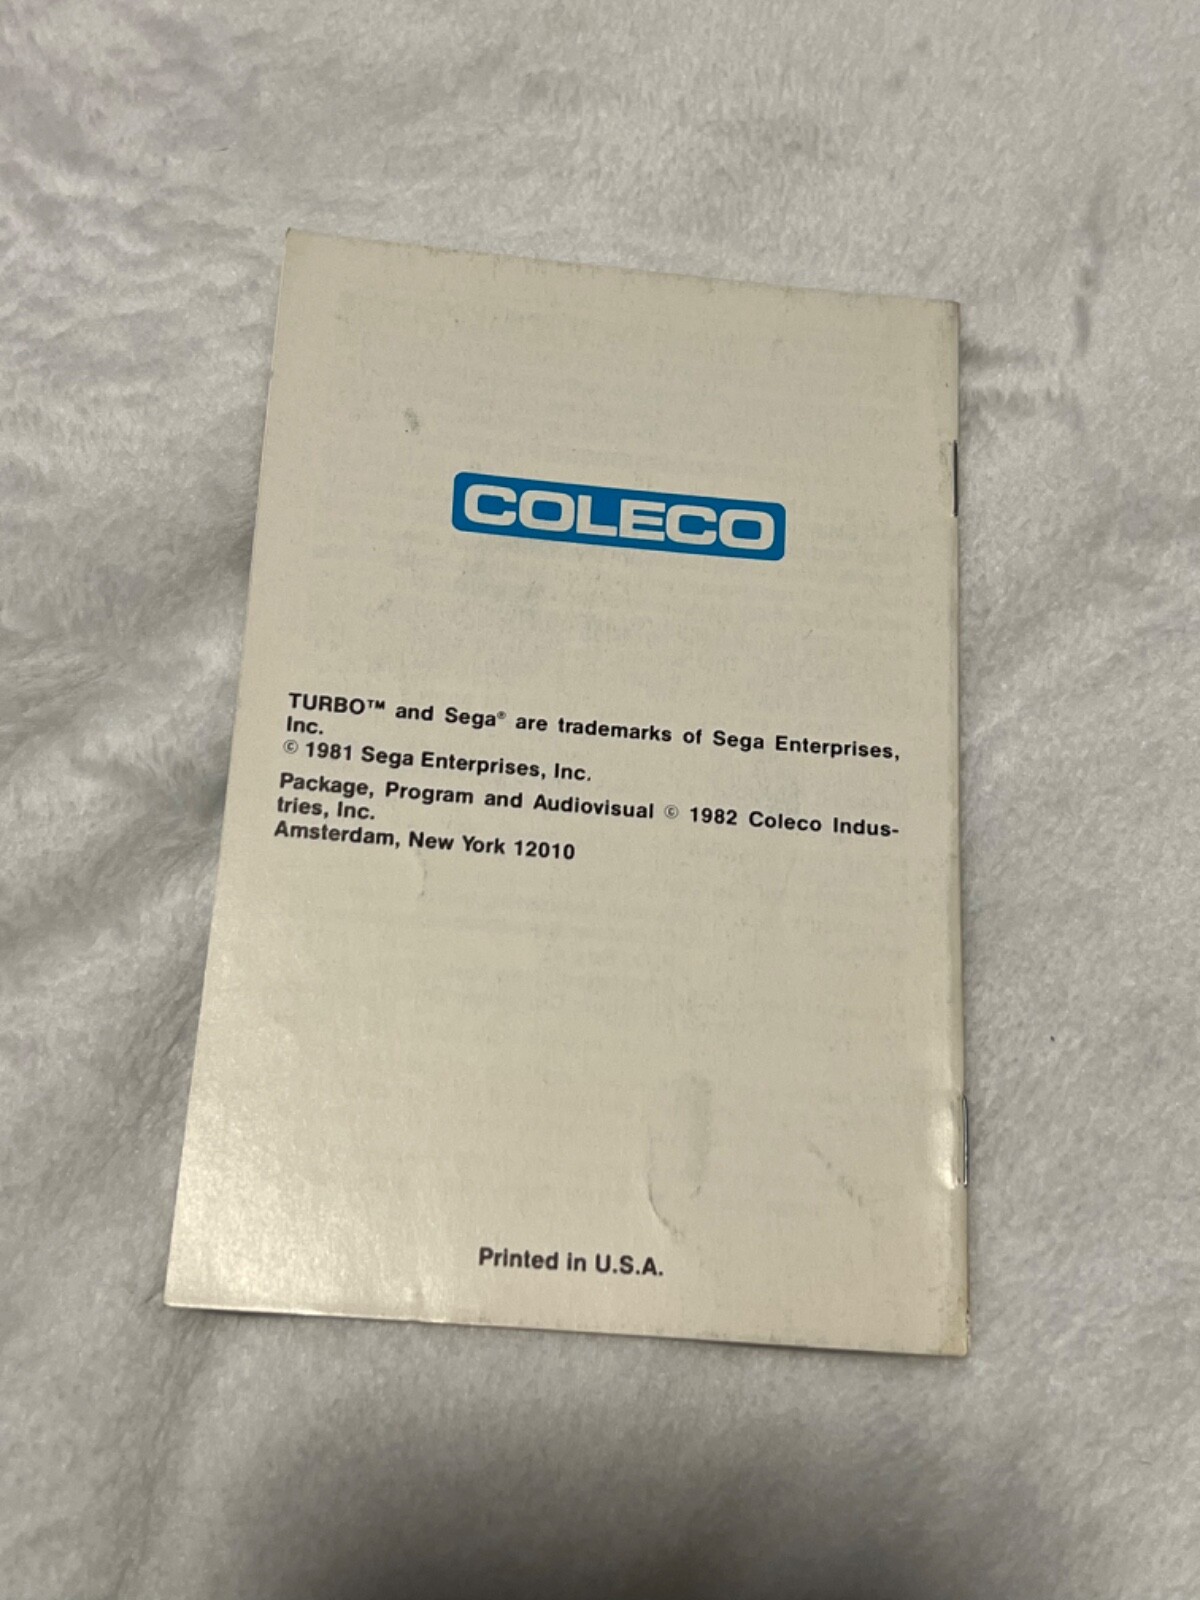 COLECO
TURBO™ and Sega® are trademarks of Sega Enterprises,
Inc.
© 1981 Sega Enterprises, Inc.
Package, Program and Audiovisual © 1982 Coleco Indus-
tries, Inc.
Amsterdam, New York 12010
Printed in U.S.A.